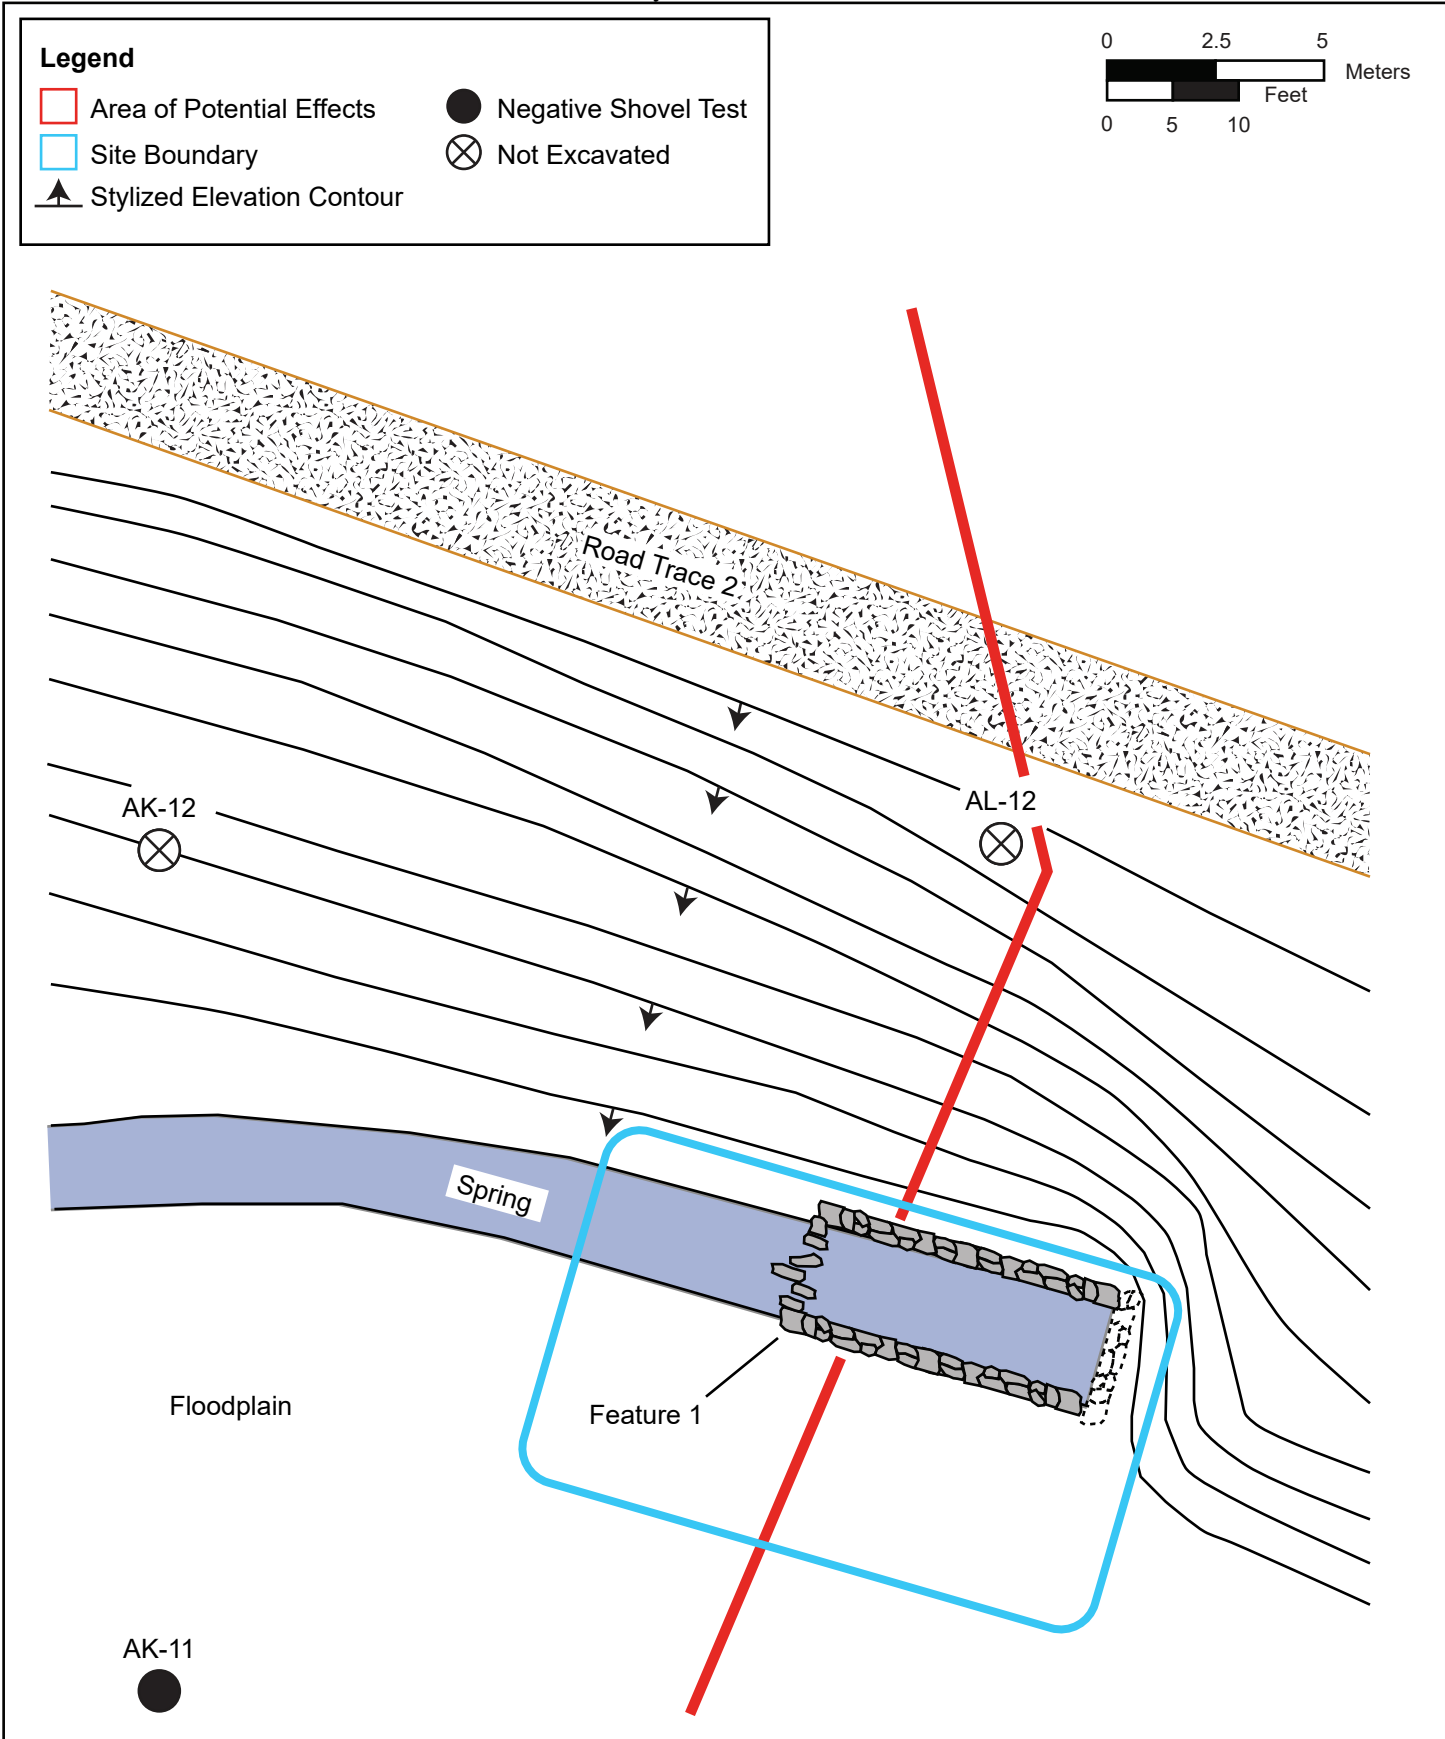 Legend
Area of Potential Effects
Negative Shovel Test
Site Boundary
Not Excavated
Stylized Elevation Contour
0 2.5 5
Meters
Feet
0 5 10
Road Trace 2
AK-12
AL-12
Spring
Floodplain
Feature 1
AK-11